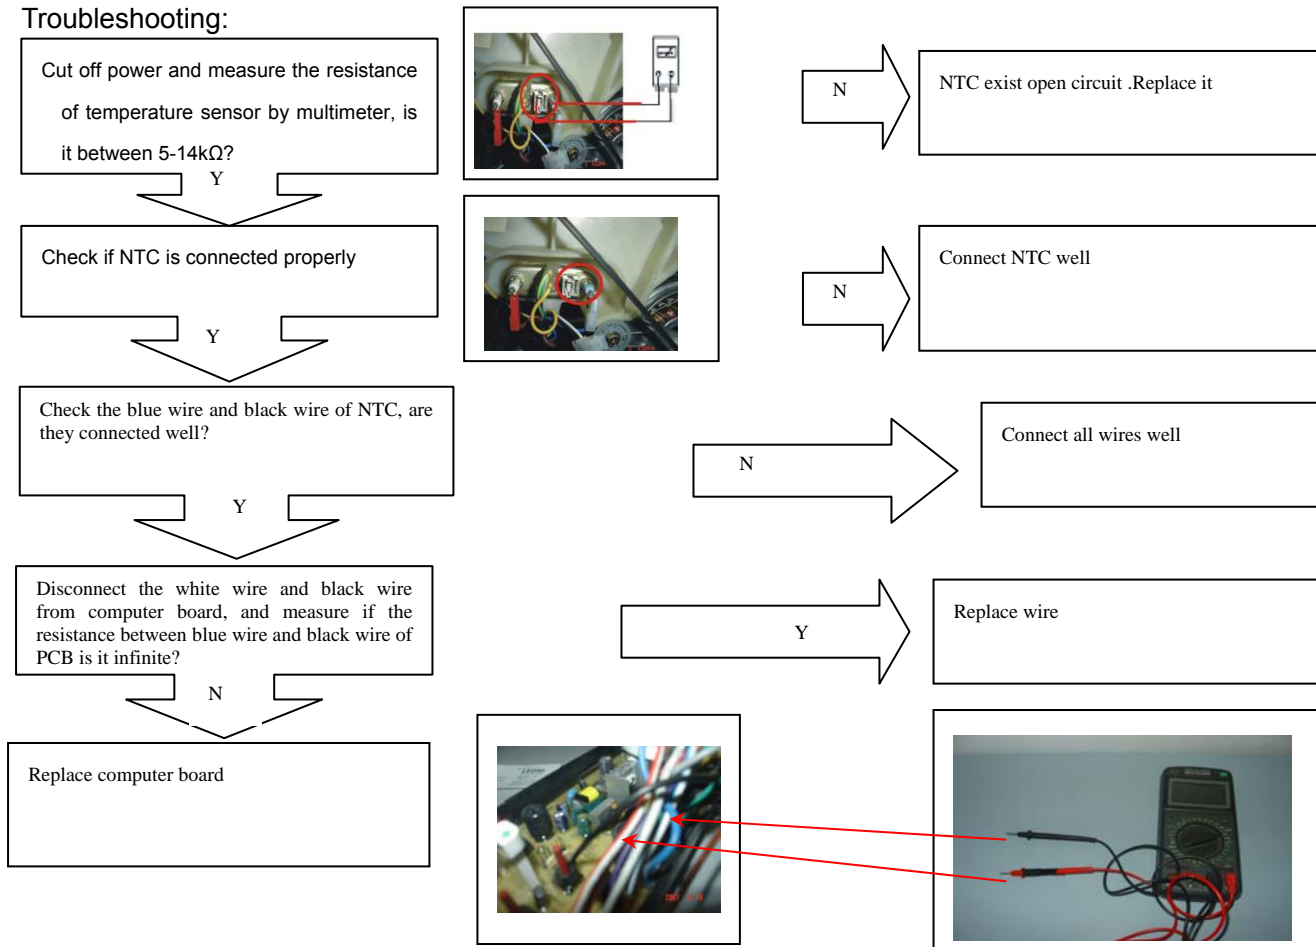 Troubleshooting:
Cut off power and measure the resistance
of temperature sensor by multimeter, is
it between 5-14kΩ?
N
NTC exist open circuit .Replace it
Y
Check if NTC is connected properly
N
Connect NTC well
Y
Check the blue wire and black wire of NTC, are
they connected well?
N
Connect all wires well
Y
Disconnect the white wire and black wire
from computer board, and measure if the
resistance between blue wire and black wire of
PCB is it infinite?
Y
Replace wire
N
Replace computer board